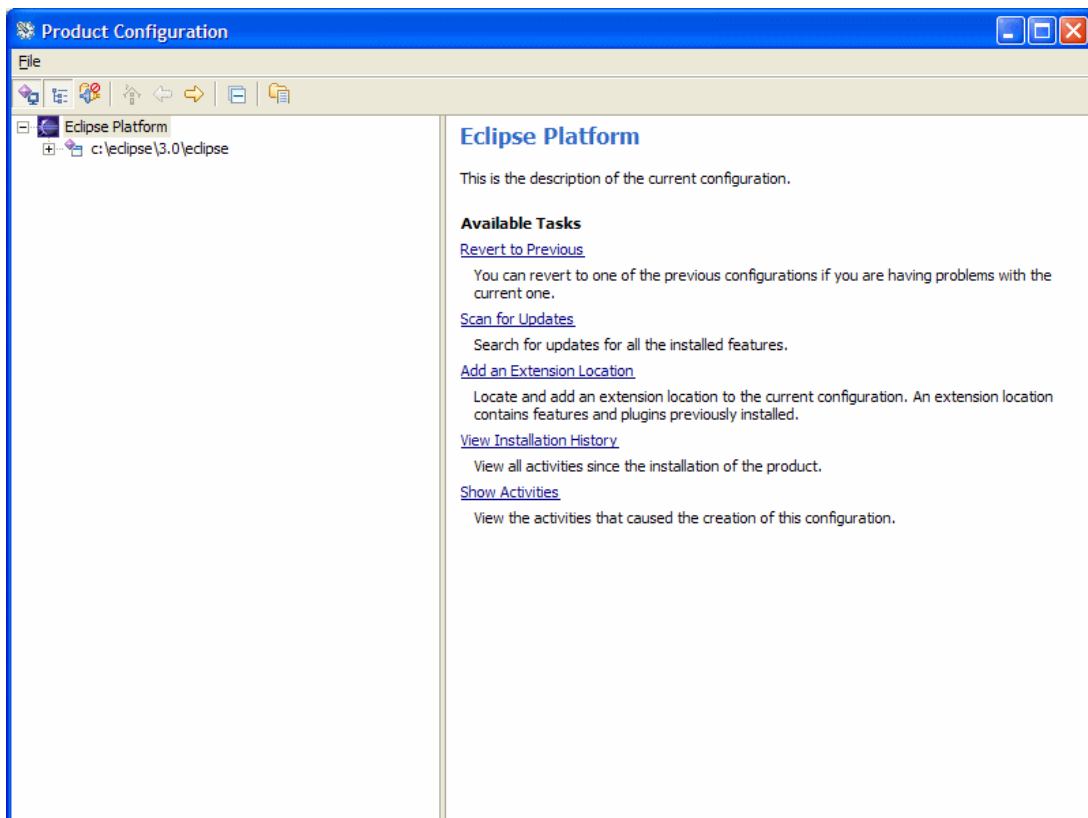 Product Configuration
File
Eclipse Platform
c:\eclipse\3.0\eclipse
Eclipse Platform
This is the description of the current configuration.
Available Tasks
Revert to Previous
You can revert to one of the previous configurations if you are having problems with the
current one.
Scan for Updates
Search for updates for all the installed features.
Add an Extension Location
Locate and add an extension location to the current configuration. An extension location
contains features and plugins previously installed.
View Installation History
View all activities since the installation of the product.
Show Activities
View the activities that caused the creation of this configuration.